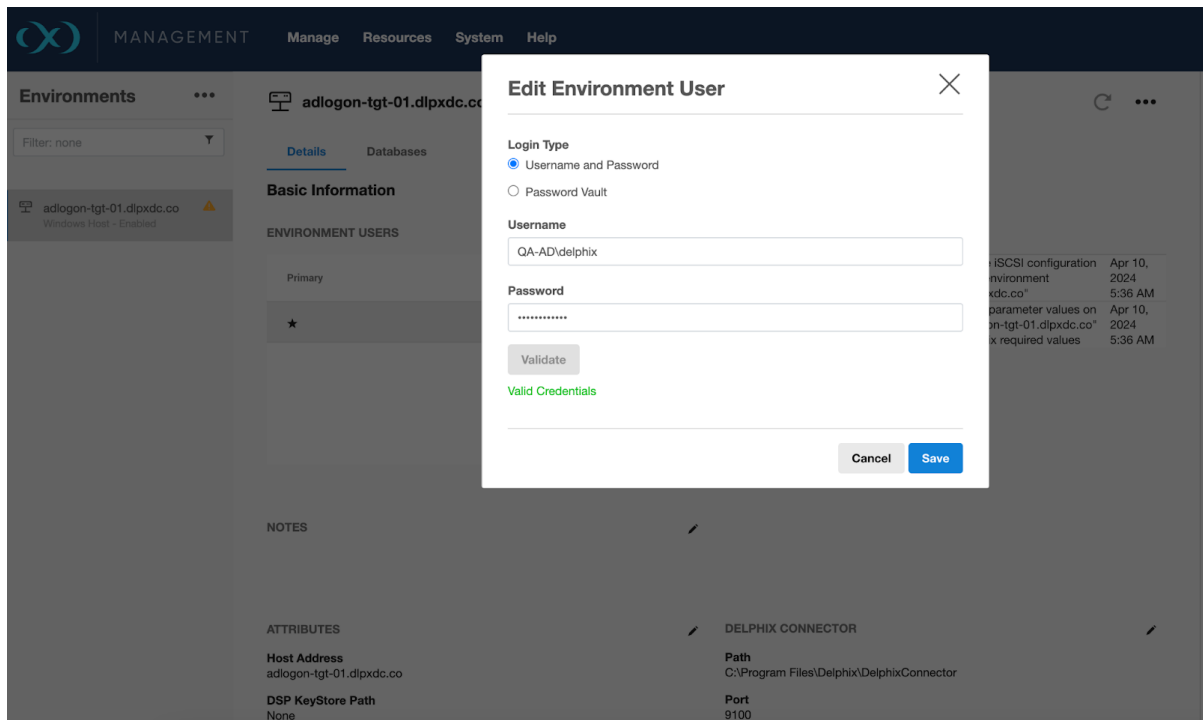 MANAGEMENT
Manage Resources System Help
Environments
Filter: none
adlogon-tgt-01.dlpxdc.co
Windows Host - Enabled
adlogon-tgt-01.dlpxdc.co
Details Databases
Basic Information
ENVIRONMENT USERS
Primary
★
Edit Environment User
Login Type
Username and Password
Password Vault
Username
QA-AD\delphix
Password
••••••••••••
Validate
Valid Credentials
Cancel Save
iSCSI configuration Apr 10,
nvironment 2024
xdc.co" 5:36 AM
parameter values on Apr 10,
on-tgt-01.dlpxdc.co" 2024
x required values 5:36 AM
NOTES
ATTRIBUTES
Host Address
adlogon-tgt-01.dlpxdc.co
DSP KeyStore Path
None
DELPHIX CONNECTOR
Path
C:\Program Files\Delphix\DelphixConnector
Port
9100